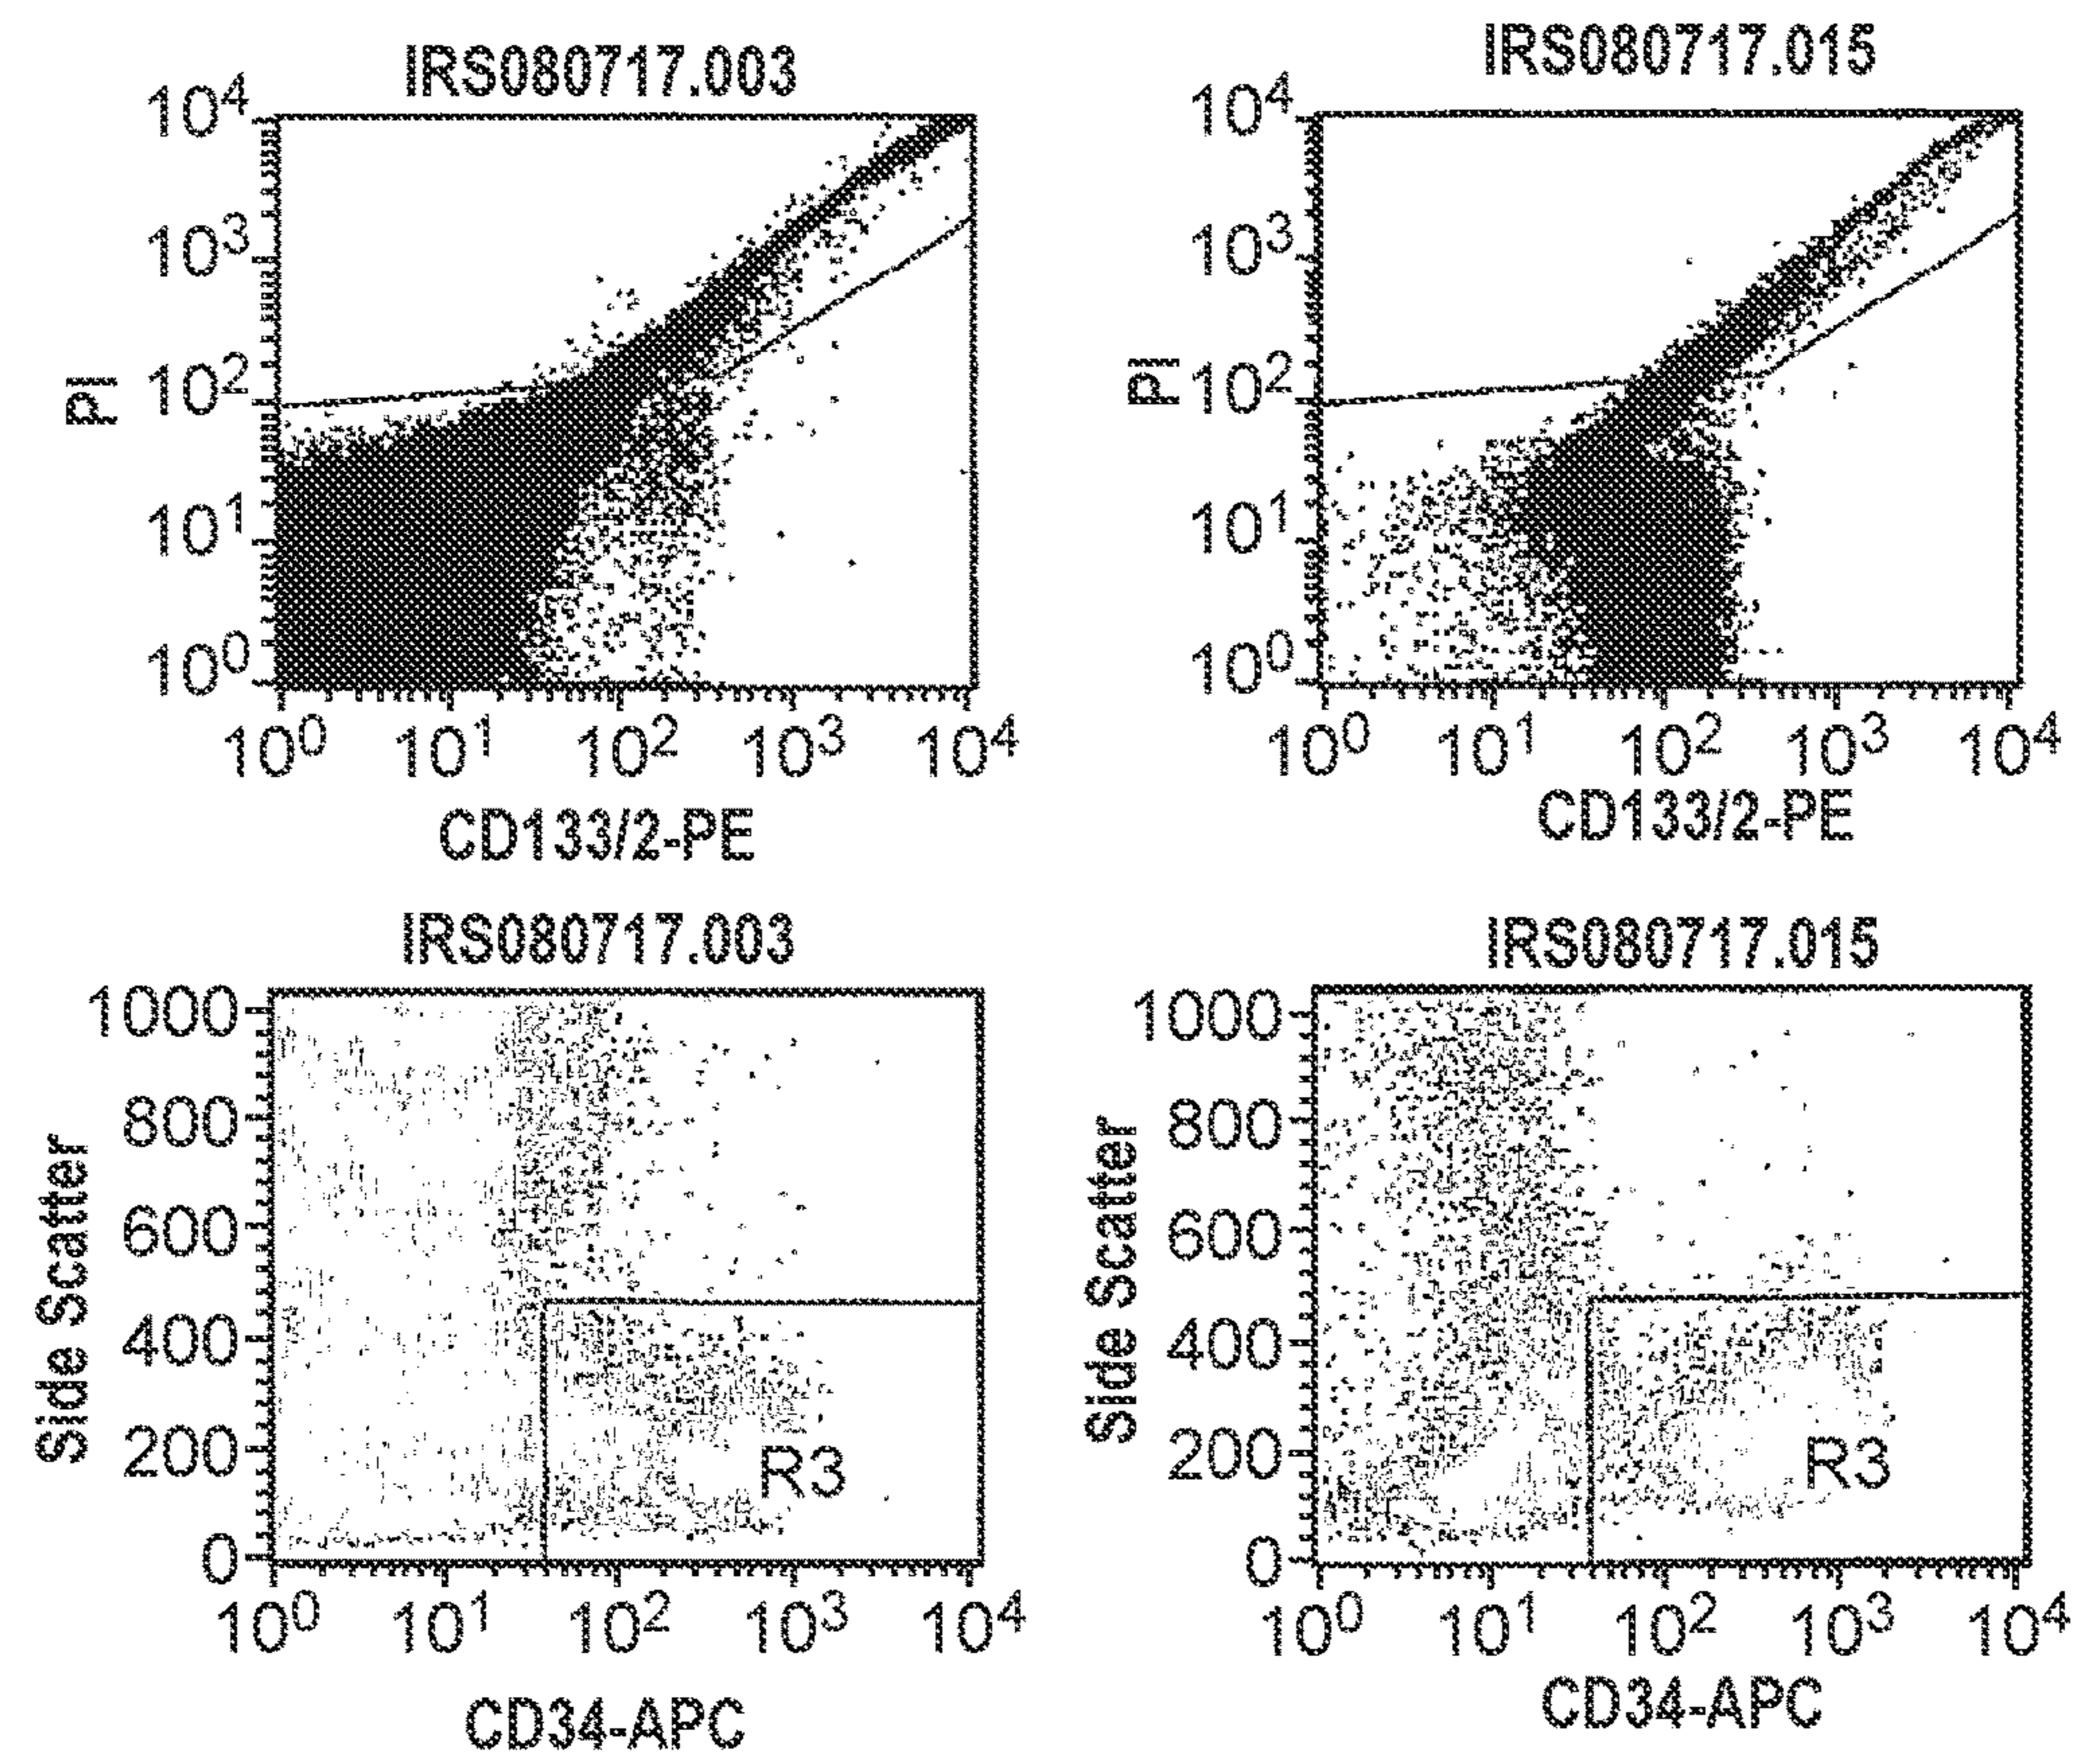 IRS080717.003
10⁴
10³
10²
10¹
10⁰
PI
10⁰ 10¹ 10² 10³ 10⁴
CD133/2-PE
IRS080717.015
10⁴
10³
10²
10¹
10⁰
PI
10⁰ 10¹ 10² 10³ 10⁴
CD133/2-PE
IRS080717.003
1000
800
600
400
200
0
Side Scatter
R3
10⁰ 10¹ 10² 10³ 10⁴
CD34-APC
IRS080717.015
1000
800
600
400
200
0
Side Scatter
R3
10⁰ 10¹ 10² 10³ 10⁴
CD34-APC